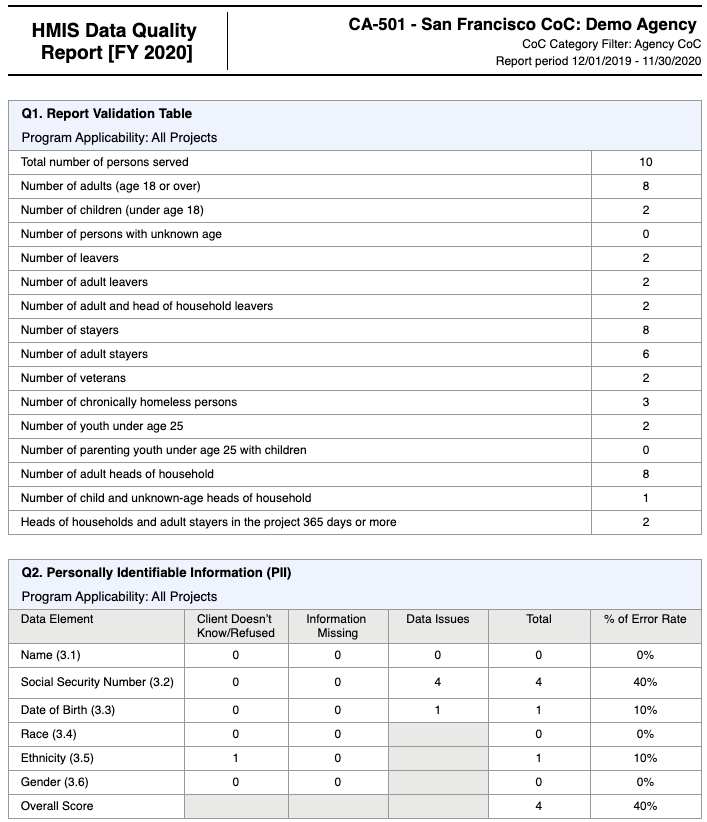 HMIS Data Quality
Report [FY 2020]
CA-501 - San Francisco CoC: Demo Agency
CoC Category Filter: Agency CoC
Report period 12/01/2019 - 11/30/2020
Q1. Report Validation Table
Program Applicability: All Projects
Total number of persons served 10
Number of adults (age 18 or over) 8
Number of children (under age 18) 2
Number of persons with unknown age 0
Number of leavers 2
Number of adult leavers 2
Number of adult and head of household leavers 2
Number of stayers 8
Number of adult stayers 6
Number of veterans 2
Number of chronically homeless persons 3
Number of youth under age 25 2
Number of parenting youth under age 25 with children 0
Number of adult heads of household 8
Number of child and unknown-age heads of household 1
Heads of households and adult stayers in the project 365 days or more 2
Q2. Personally Identifiable Information (PII)
Program Applicability: All Projects
Data Element Client Doesn't Information Data Issues Total % of Error Rate
Know/Refused Missing
Name (3.1) 0 0 0 0 0%
Social Security Number (3.2) 0 0 4 4 40%
Date of Birth (3.3) 0 0 1 1 10%
Race (3.4) 0 0 0 0%
Ethnicity (3.5) 1 0 1 10%
Gender (3.6) 0 0 0 0%
Overall Score 4 40%